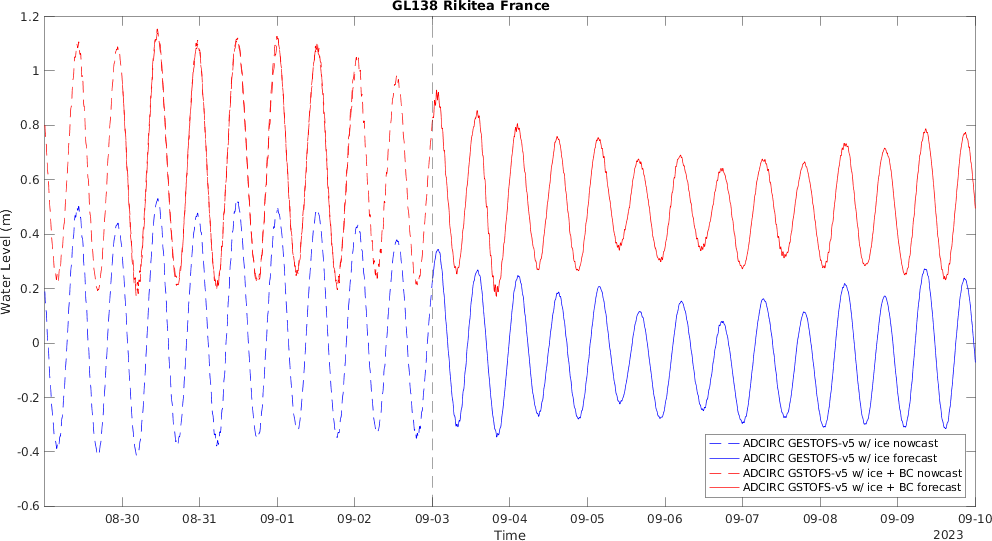 GL138 Rikitea France
Water Level (m)
1.2
1
0.8
0.6
0.4
0.2
0
-0.2
-0.4
-0.6
ADCIRC GESTOFS-v5 w/ ice nowcast
ADCIRC GESTOFS-v5 w/ ice forecast
ADCIRC GSTOFS-v5 w/ ice + BC nowcast
ADCIRC GSTOFS-v5 w/ ice + BC forecast
08-30 08-31 09-01 09-02 09-03 09-04 09-05 09-06 09-07 09-08 09-09 09-10
Time 2023